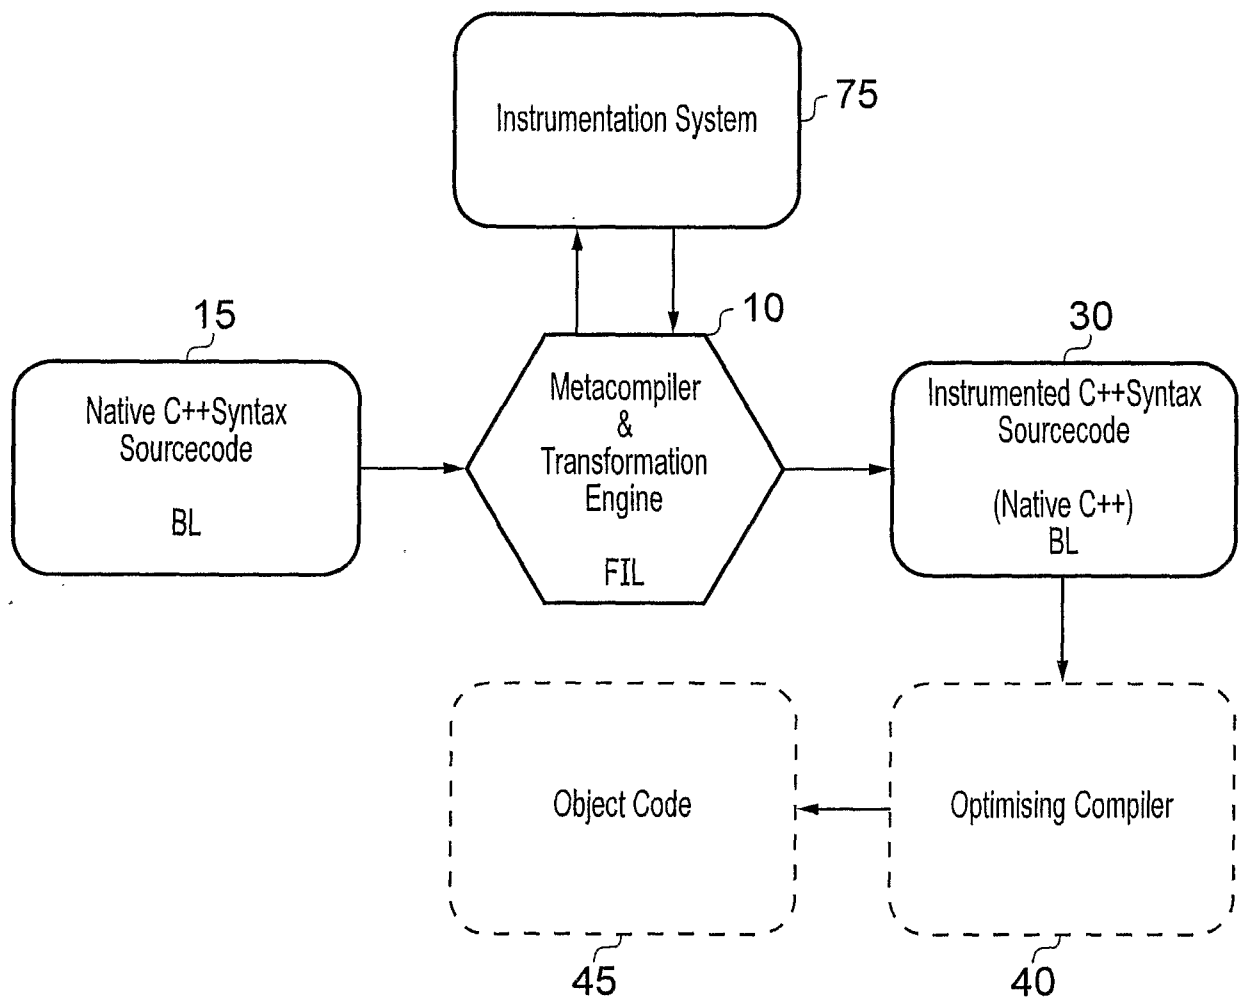 Instrumentation System
75
15
Native C++Syntax
Sourcecode
BL
10
Metacompiler
&
Transformation
Engine
FIL
30
Instrumented C++Syntax
Sourcecode
(Native C++)
BL
Object Code
45
Optimising Compiler
40